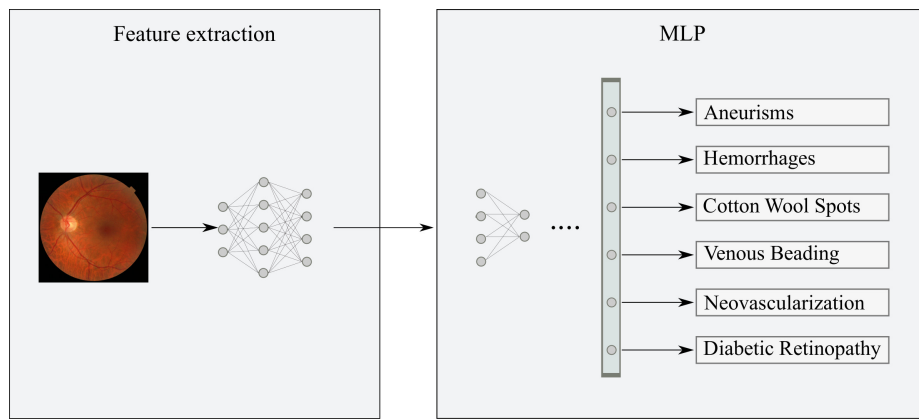 Feature extraction
MLP
Aneurisms
Hemorrhages
Cotton Wool Spots
Venous Beading
Neovascularization
Diabetic Retinopathy